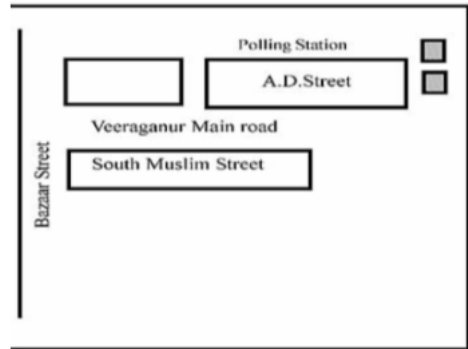 Polling Station
A.D.Street
Veeraganur Main road
South Muslim Street
Bazaar Street